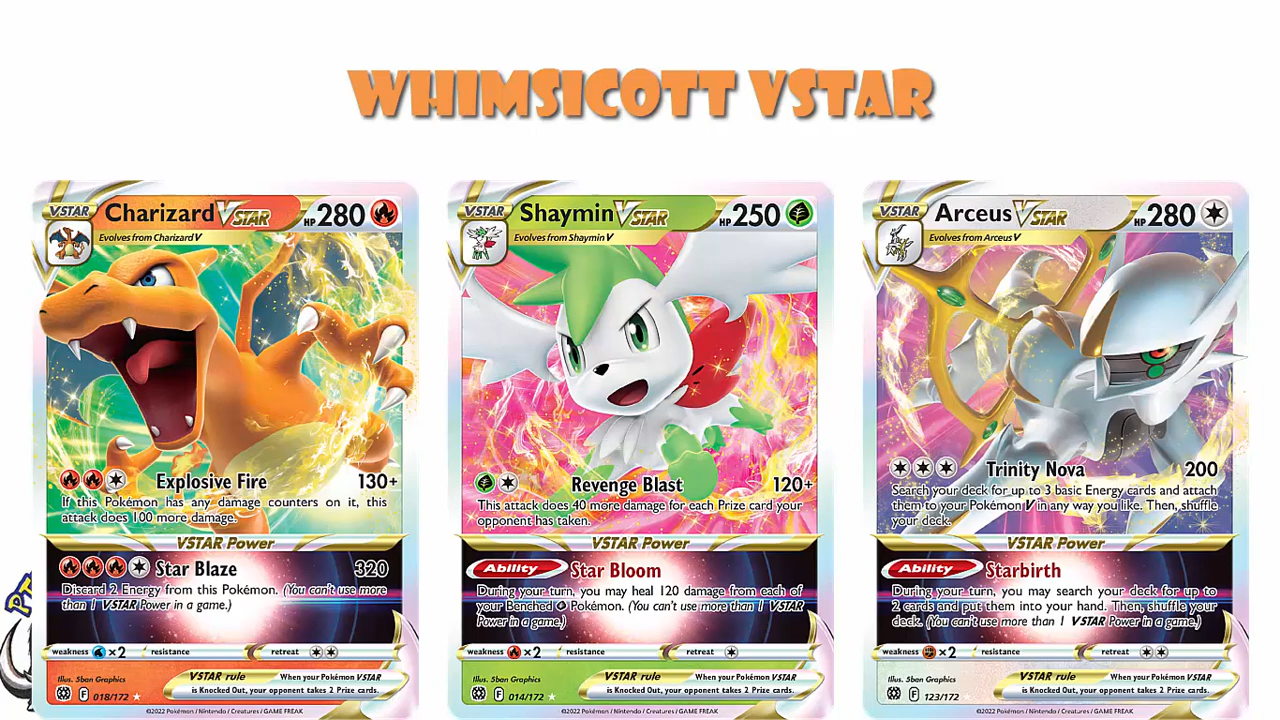 WHIMSICOTT VSTAR
VSTAR Charizard VSTAR HP 280
Evolves from Charizard V
Explosive Fire 130+
If this Pokémon has any damage counters on it, this
attack does 100 more damage.
VSTAR Power
Star Blaze 320
Discard 2 Energy from this Pokémon. (You can't use more
than 1 VSTAR Power in a game.)
weakness ×2 resistance retreat
Illus. 5ban Graphics
F 018/172
VSTAR rule When your Pokémon VSTAR
is Knocked Out, your opponent takes 2 Prize cards.
©2022 Pokémon / Nintendo / Creatures / GAME FREAK
VSTAR Shaymin VSTAR HP 250
Evolves from Shaymin V
Revenge Blast 120+
This attack does 40 more damage for each Prize card your
opponent has taken.
VSTAR Power
Ability Star Bloom
During your turn, you may heal 120 damage from each of
your Benched Pokémon. (You can't use more than 1 VSTAR
Power in a game.)
weakness ×2 resistance retreat
Illus. 5ban Graphics
F 014/172
VSTAR rule When your Pokémon VSTAR
is Knocked Out, your opponent takes 2 Prize cards.
©2022 Pokémon / Nintendo / Creatures / GAME FREAK
VSTAR Arceus VSTAR HP 280
Evolves from Arceus V
Trinity Nova 200
Search your deck for up to 3 basic Energy cards and attach
them to your Pokémon V in any way you like. Then, shuffle
your deck.
VSTAR Power
Ability Starbirth
During your turn, you may search your deck for up to
2 cards and put them into your hand. Then, shuffle your
deck. (You can't use more than 1 VSTAR Power in a game.)
weakness ×2 resistance retreat
Illus. 5ban Graphics
F 123/172
VSTAR rule When your Pokémon VSTAR
is Knocked Out, your opponent takes 2 Prize cards.
©2022 Pokémon / Nintendo / Creatures / GAME FREAK